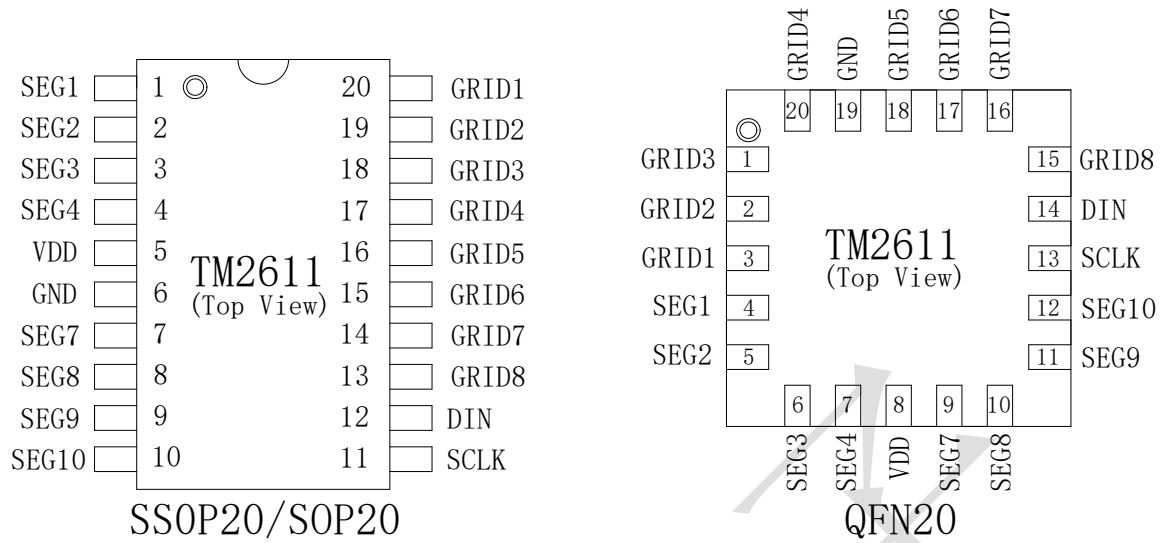 SEG1 1 20 GRID1
SEG2 2 19 GRID2
SEG3 3 18 GRID3
SEG4 4 17 GRID4
VDD 5 16 GRID5
GND 6 15 GRID6
SEG7 7 14 GRID7
SEG8 8 13 GRID8
SEG9 9 12 DIN
SEG10 10 11 SCLK
TM2611
(Top View)
SSOP20/SOP20
GRID4 GND GRID5 GRID6 GRID7
20 19 18 17 16
GRID3 1 15 GRID8
GRID2 2 14 DIN
GRID1 3 13 SCLK
SEG1 4 12 SEG10
SEG2 5 11 SEG9
TM2611
(Top View)
6 7 8 9 10
SEG3 SEG4 VDD SEG7 SEG8
QFN20